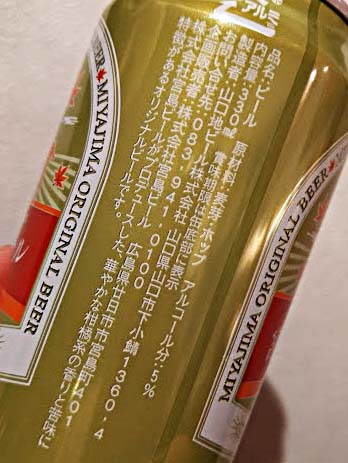 アルミ
品名:ビール
内容量:330ml 原材料:麦芽・ホップ アルコール分:5%
製造者:山口地ビール株式会社 賞味期限は缶底部に表示
お問い合わせ先:083,941,0100 山口県山口市下小鯖1360,4
企画販売者:株式会社宮島ビール 広島県廿日市市宮島町401
株式会社宮島ビールがプロデュースした、華やかな柑橘系の香りと苦味に
特徴があるオリジナルビールです。
BEER
MIYAJIMA ORIGINAL BEER
ル
MIYAJIMA ORIGINAL BEER